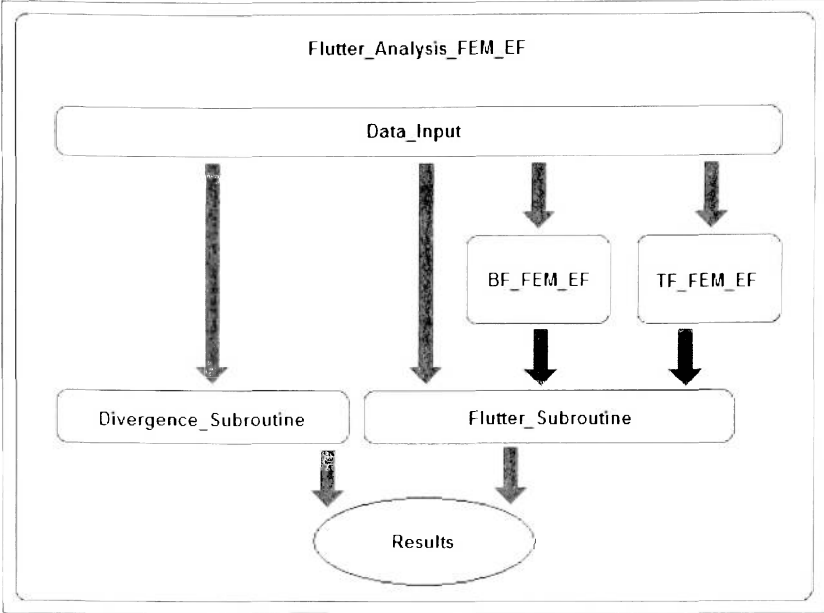 Flutter_Analysis_FEM_EF
Data_Input
BF_FEM_EF
TF_FEM_EF
Divergence_Subroutine
Flutter_Subroutine
Results